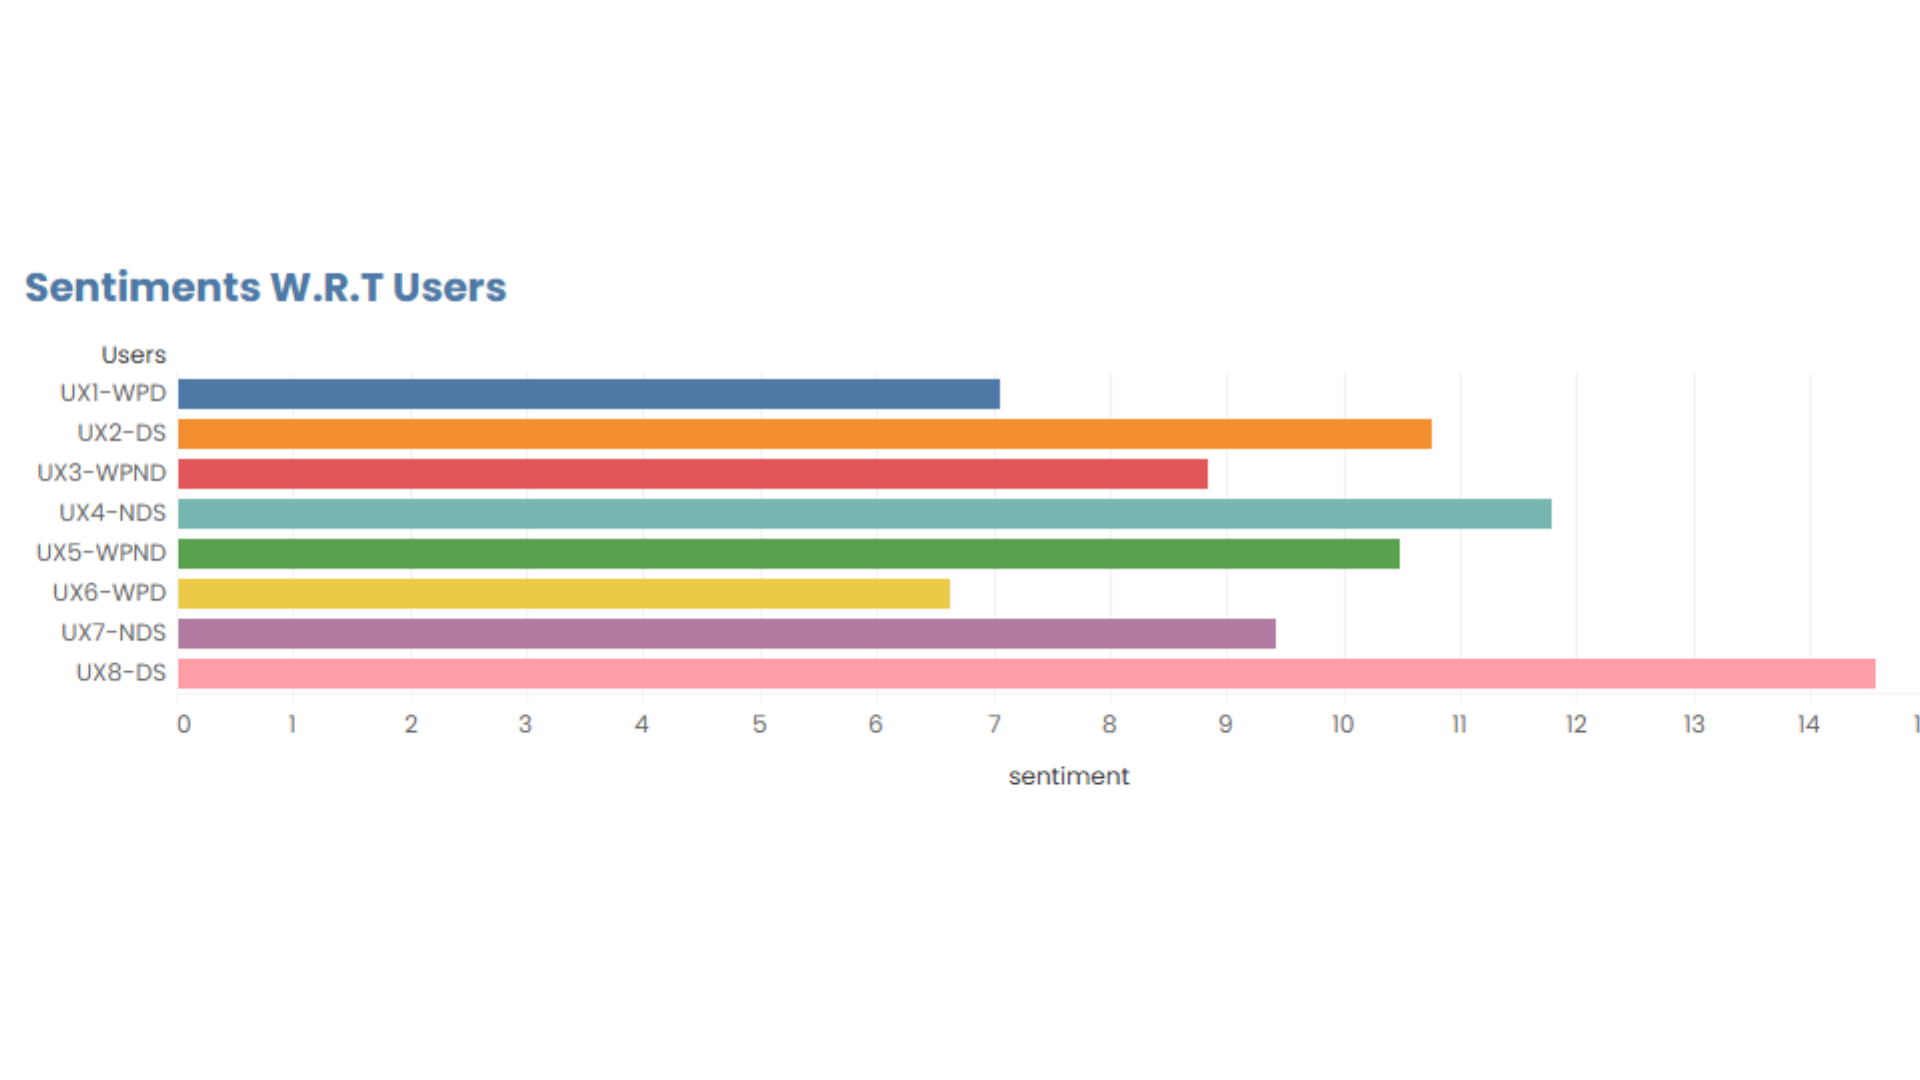 Sentiments W.R.T Users
Users
UX1-WPD
UX2-DS
UX3-WPND
UX4-NDS
UX5-WPND
UX6-WPD
UX7-NDS
UX8-DS
0 1 2 3 4 5 6 7 8 9 10 11 12 13 14
sentiment